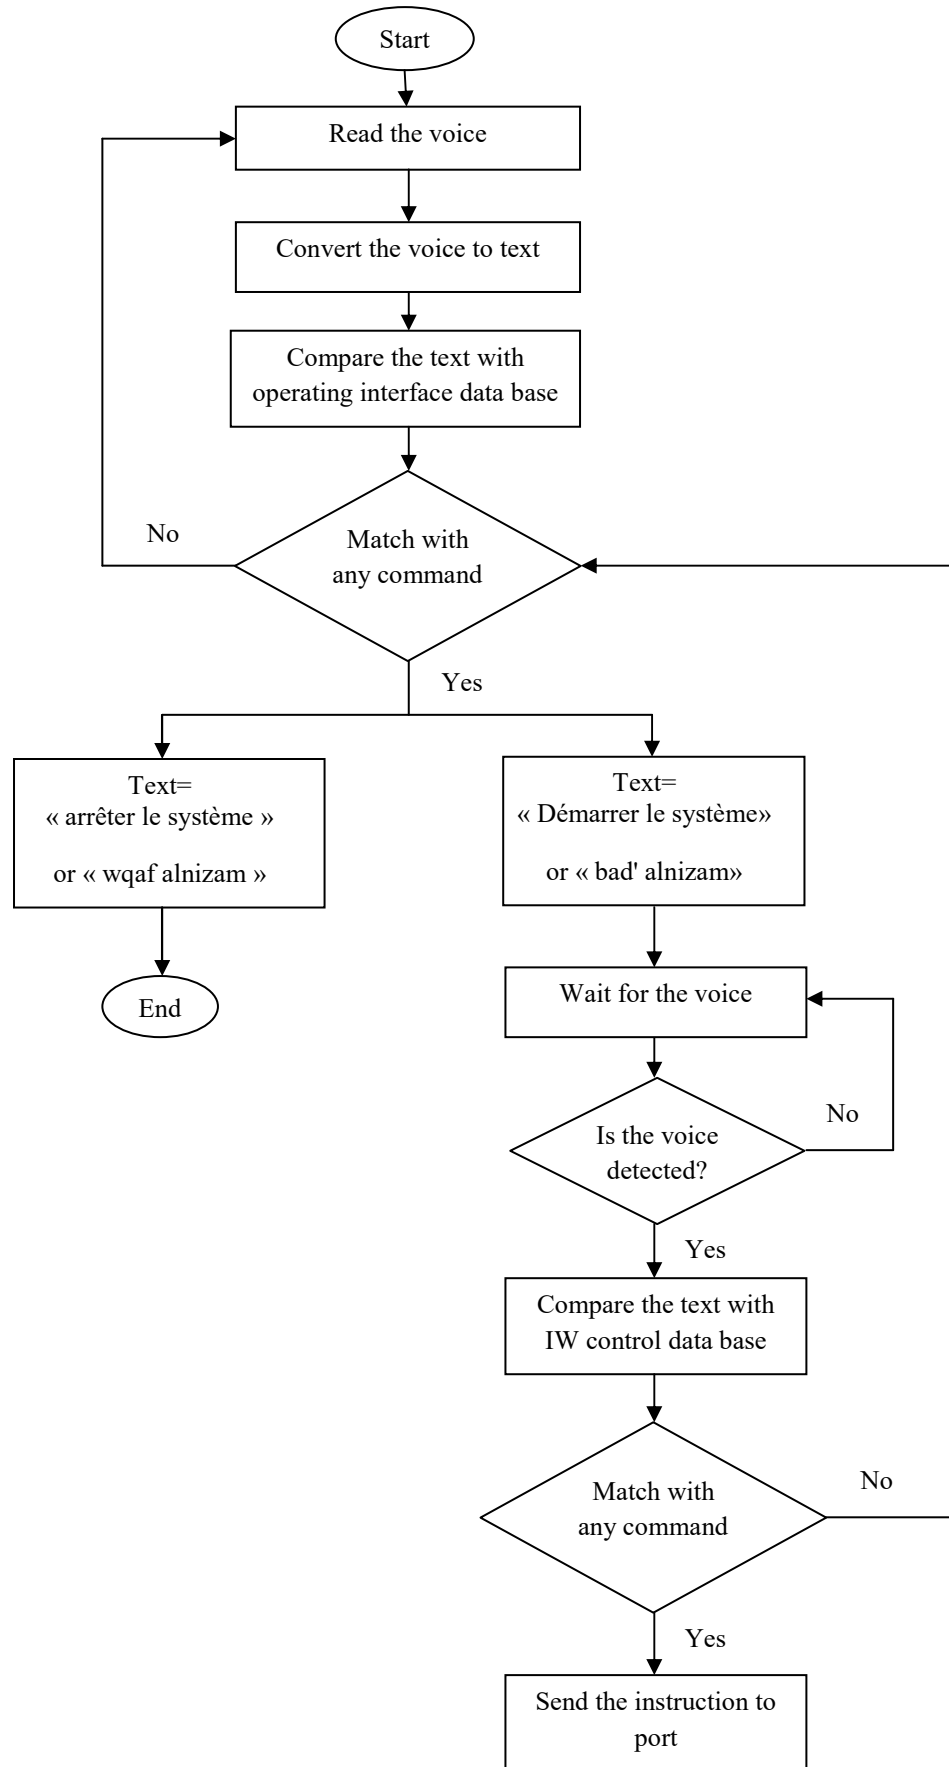 Start
Read the voice
Convert the voice to text
Compare the text with
operating interface data base
No
Match with
any command
Yes
Text=
« arrêter le système »
or « wqaf alnizam »
Text=
« Démarrer le système»
or « bad' alnizam»
End
Wait for the voice
No
Is the voice
detected?
Yes
Compare the text with
IW control data base
No
Match with
any command
Yes
Send the instruction to
port